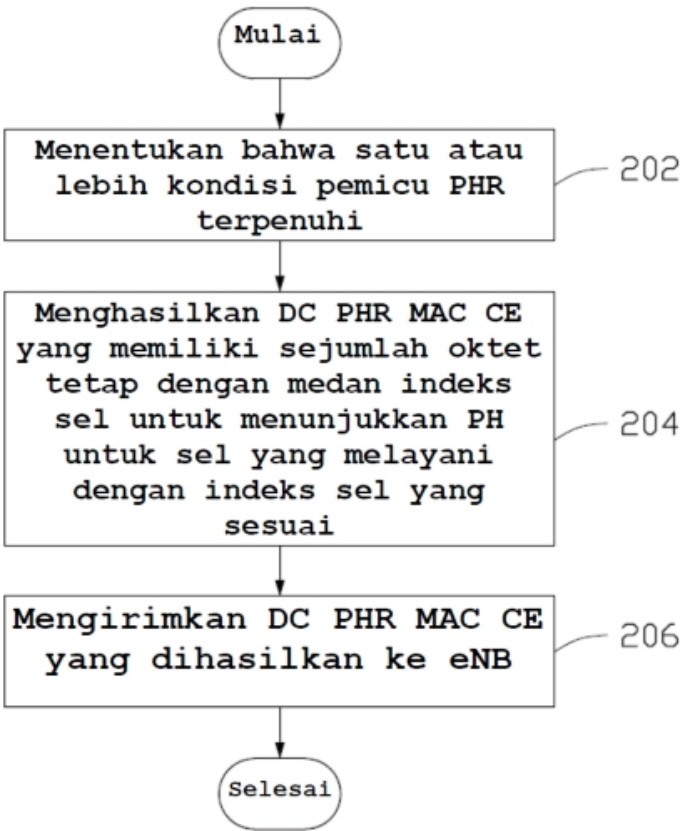 Mulai
Menentukan bahwa satu atau
lebih kondisi pemicu PHR
terpenuhi
202
Menghasilkan DC PHR MAC CE
yang memiliki sejumlah oktet
tetap dengan medan indeks
sel untuk menunjukkan PH
untuk sel yang melayani
dengan indeks sel yang
sesuai
204
Mengirimkan DC PHR MAC CE
yang dihasilkan ke eNB
206
Selesai